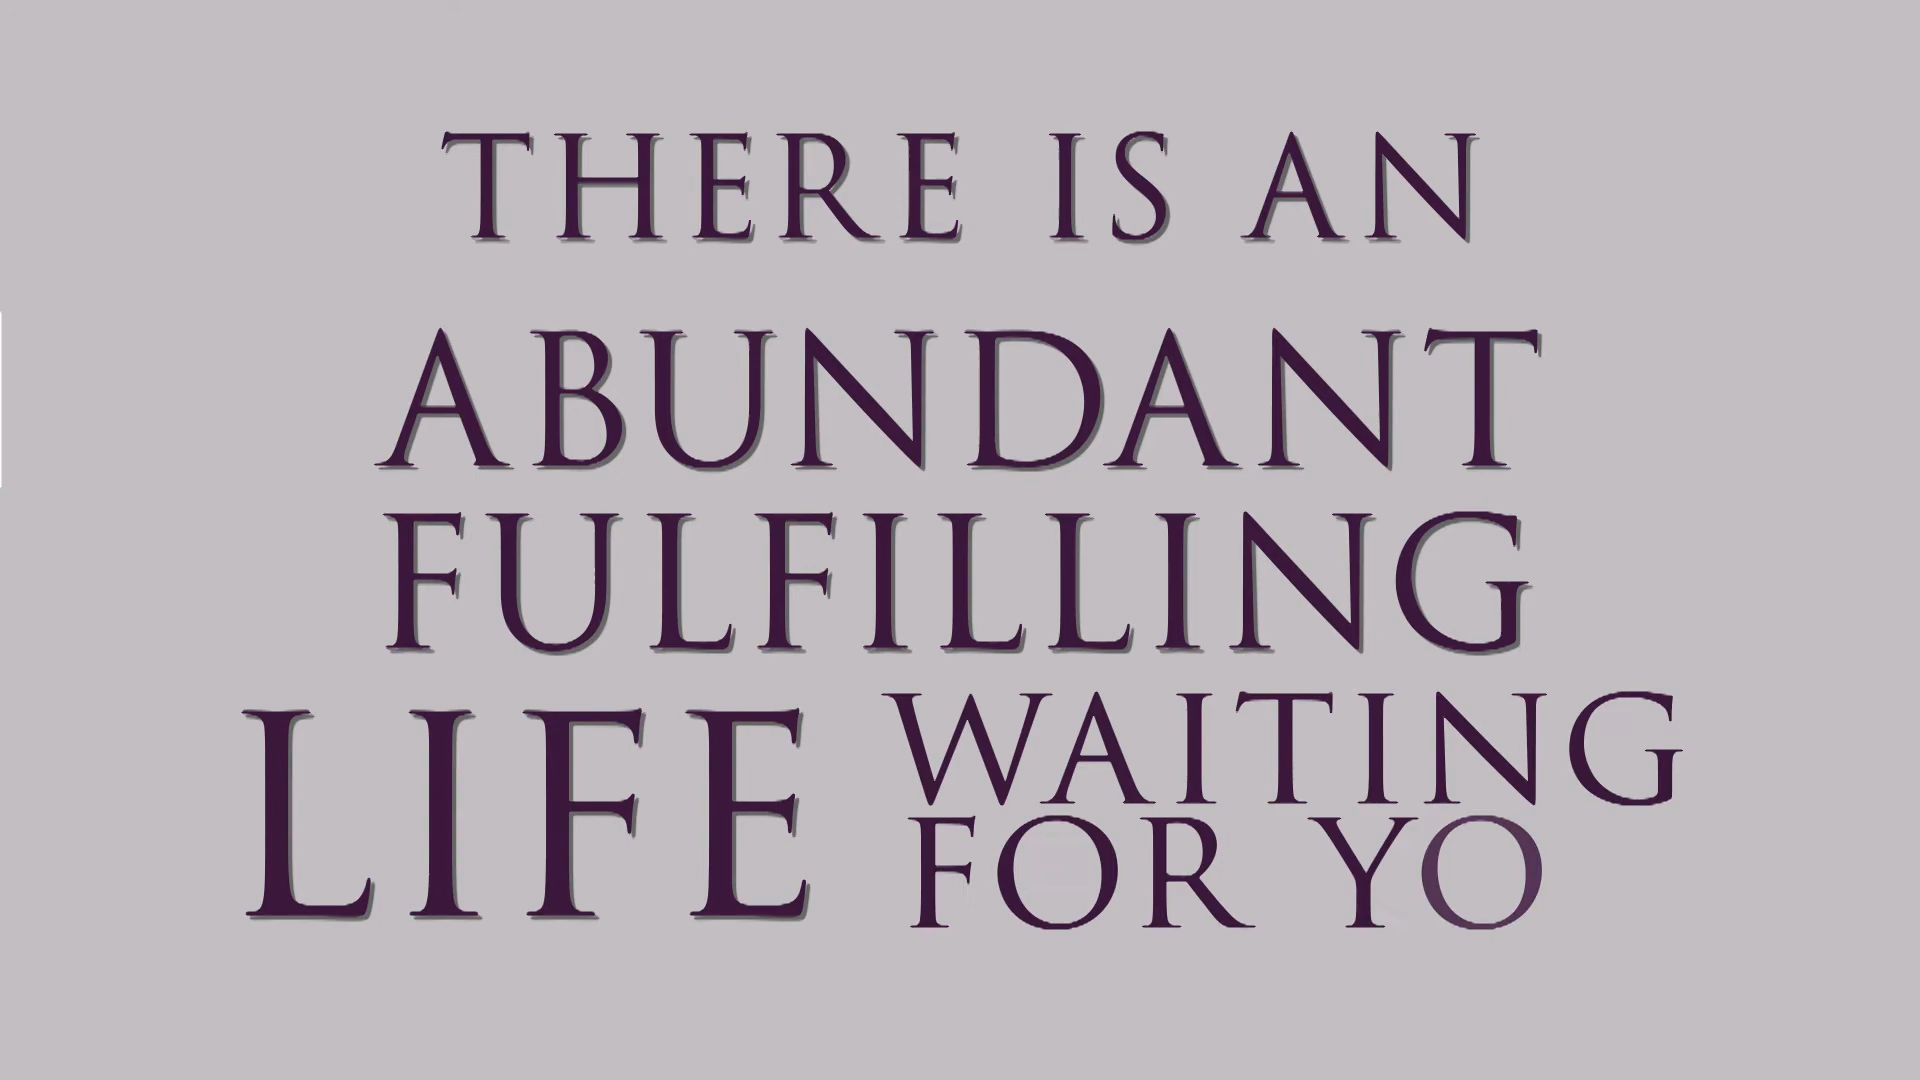 THERE IS AN
ABUNDANT
FULFILLING
LIFE WAITING
FOR YO